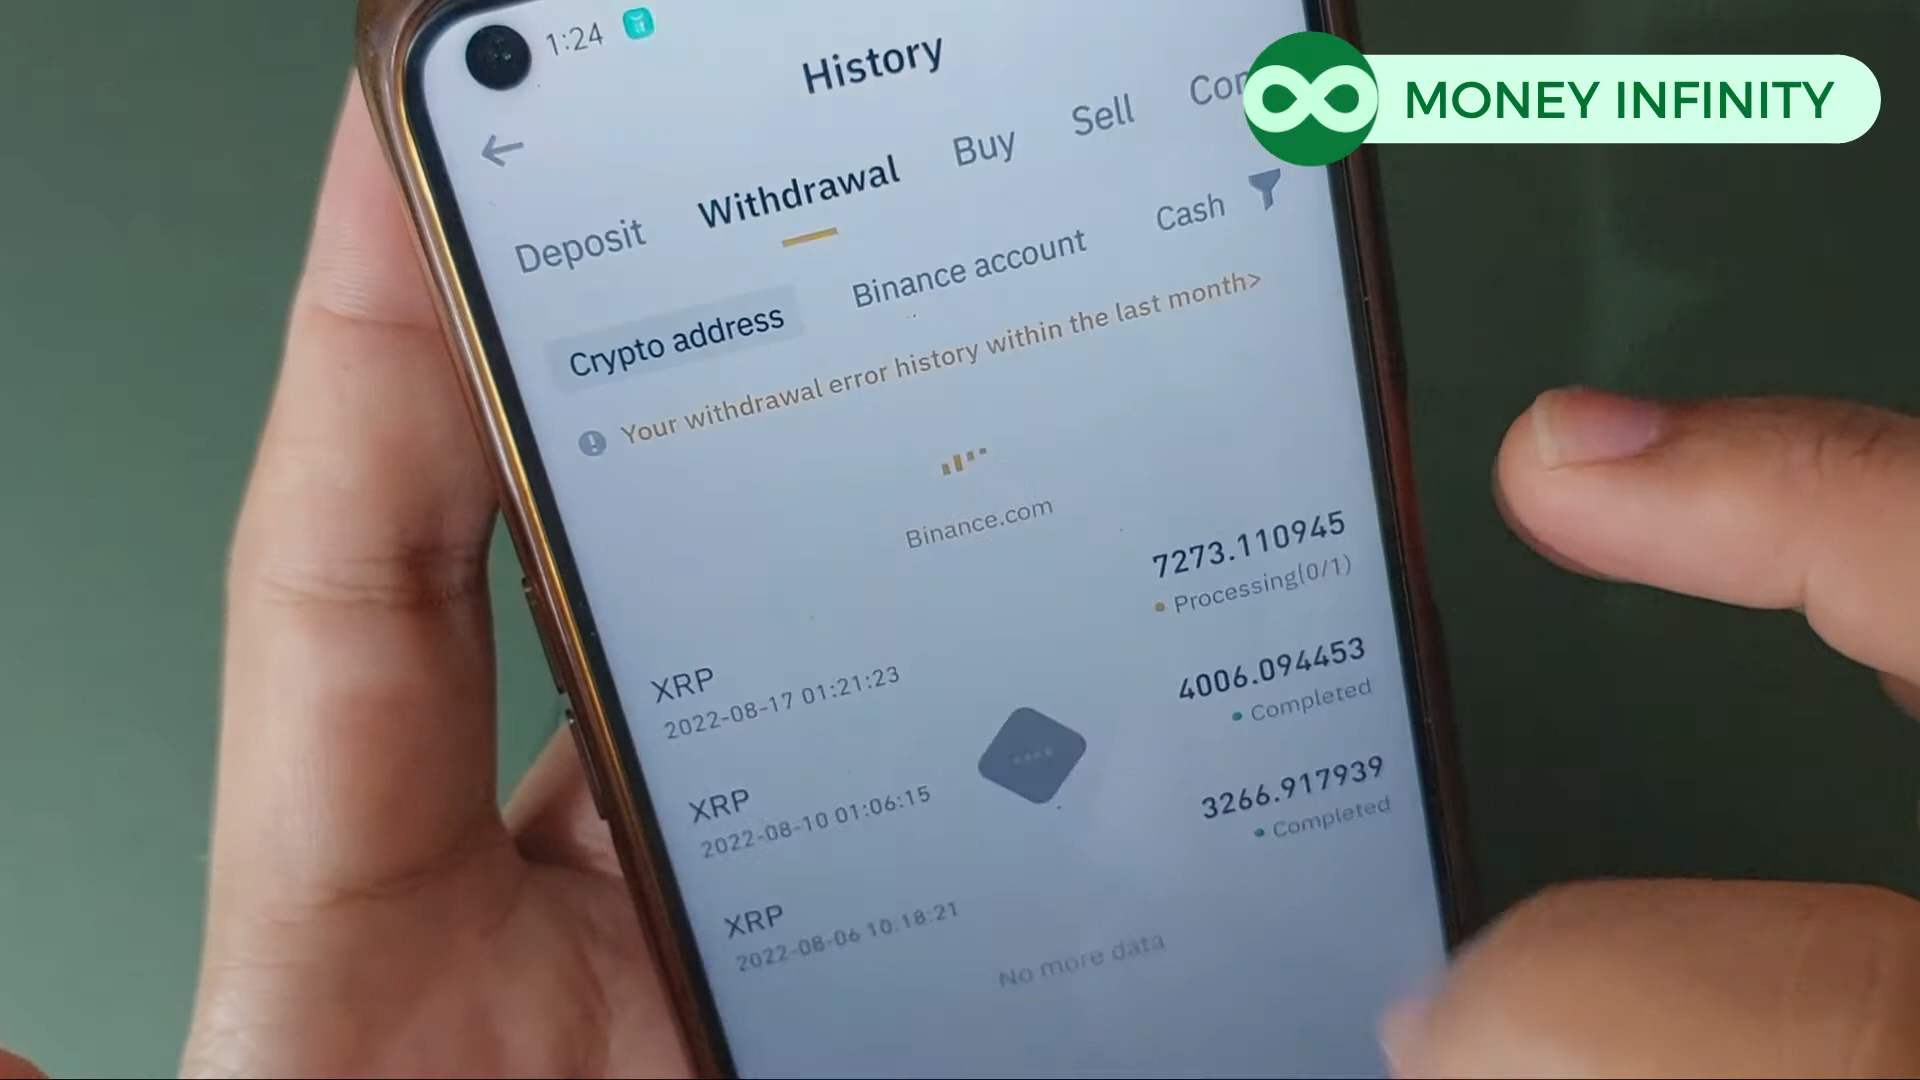 1:24
History
MONEY INFINITY
Deposit Withdrawal Buy Sell Con
Crypto address Binance account Cash
Your withdrawal error history within the last month>
Binance.com
XRP 7273.110945
2022-08-17 01:21:23 Processing(0/1)
XRP 4006.094453
2022-08-10 01:06:15 Completed
XRP 3266.917939
2022-08-06 10:18:21 Completed
No more data